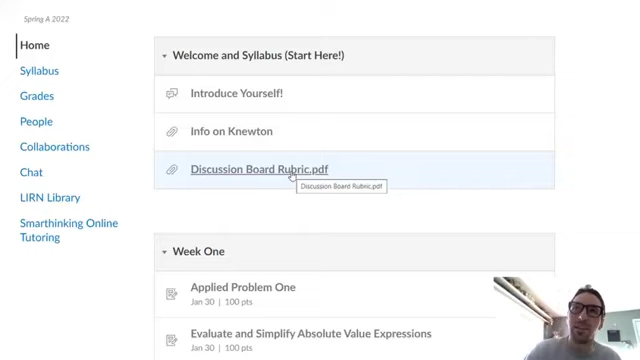 Spring A 2022
Home
Syllabus
Grades
People
Collaborations
Chat
LIRN Library
Smarthinking Online
Tutoring
Welcome and Syllabus (Start Here!)
Introduce Yourself!
Info on Knewton
Discussion Board Rubric.pdf
Discussion Board Rubric.pdf
Week One
Applied Problem One
Jan 30 | 100 pts
Evaluate and Simplify Absolute Value Expressions
Jan 30 | 100 pts